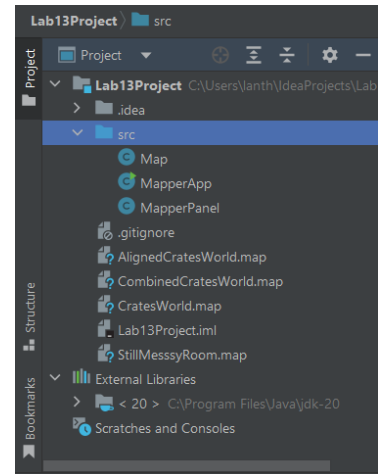 Lab13Project > src
Project
Project
Lab13Project C:\Users\lanth\IdeaProjects\Lab
.idea
src
Map
MapperApp
MapperPanel
.gitignore
AlignedCratesWorld.map
CombinedCratesWorld.map
CratesWorld.map
Lab13Project.iml
StillMesssyRoom.map
External Libraries
< 20 > C:\Program Files\Java\jdk-20
Scratches and Consoles
Structure
Bookmarks